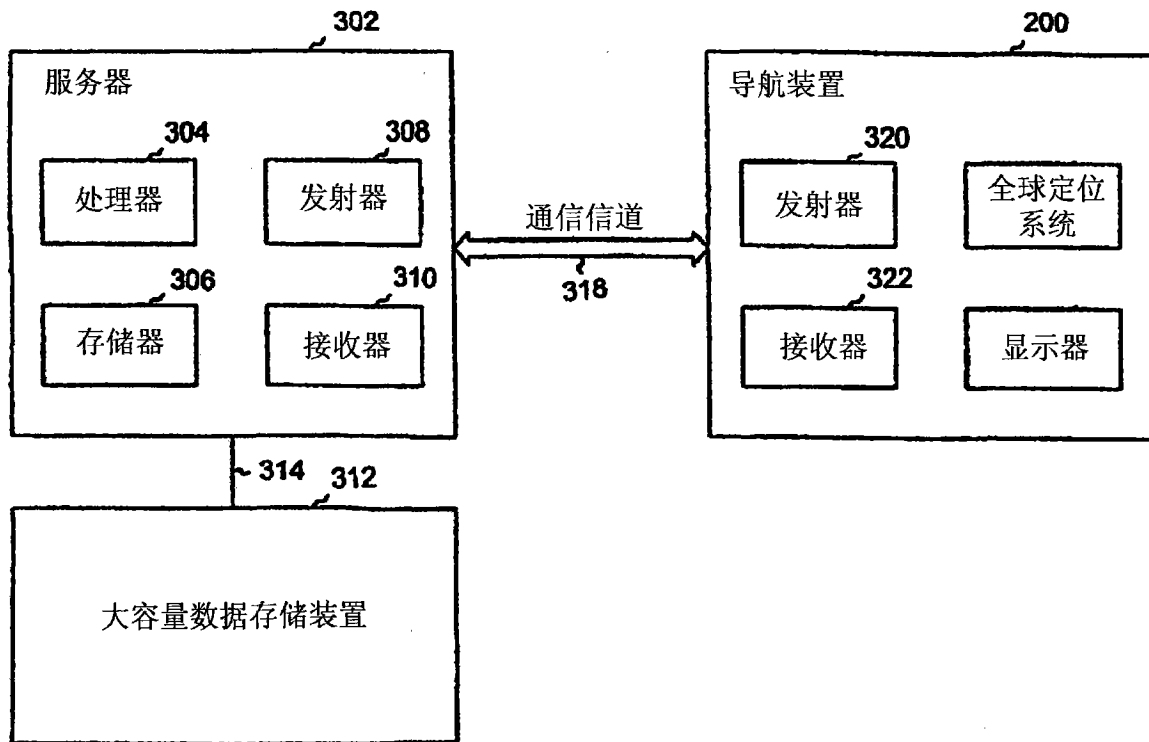 302
200
服务器
导航装置
304
308
320
处理器
发射器
发射器
全球定位
系统
通信信道
318
306
310
322
存储器
接收器
接收器
显示器
314
312
大容量数据存储装置